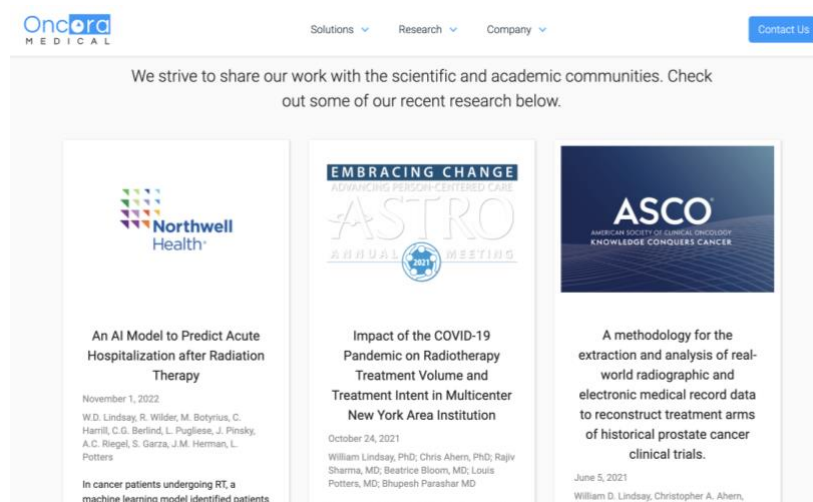 Oncora
MEDICAL
Solutions
Research
Company
Contact Us
We strive to share our work with the scientific and academic communities. Check
out some of our recent research below.
Northwell
Health
An AI Model to Predict Acute
Hospitalization after Radiation
Therapy
November 1, 2022
W.D. Lindsay, R. Wilder, M. Botyrius, C.
Harrill, C.G. Berlind, L. Pugliese, J. Pinsky,
A.C. Riegel, S. Garza, J.M. Herman, L.
Potters
In cancer patients undergoing RT, a
machine learning model identified patients
EMBRACING CHANGE
ADVANCING PERSON-CENTERED CARE
ASTRO
ANNUAL MEETING
2021
Impact of the COVID-19
Pandemic on Radiotherapy
Treatment Volume and
Treatment Intent in Multicenter
New York Area Institution
October 24, 2021
William Lindsay, PhD; Chris Ahern, PhD; Rajiv
Sharma, MD; Beatrice Bloom, MD; Louis
Potters, MD; Bhupesh Parashar MD
ASCO
AMERICAN SOCIETY OF CLINICAL ONCOLOGY
KNOWLEDGE CONQUERS CANCER
A methodology for the
extraction and analysis of real-
world radiographic and
electronic medical record data
to reconstruct treatment arms
of historical prostate cancer
clinical trials.
June 5, 2021
William D. Lindsay, Christopher A. Ahern,